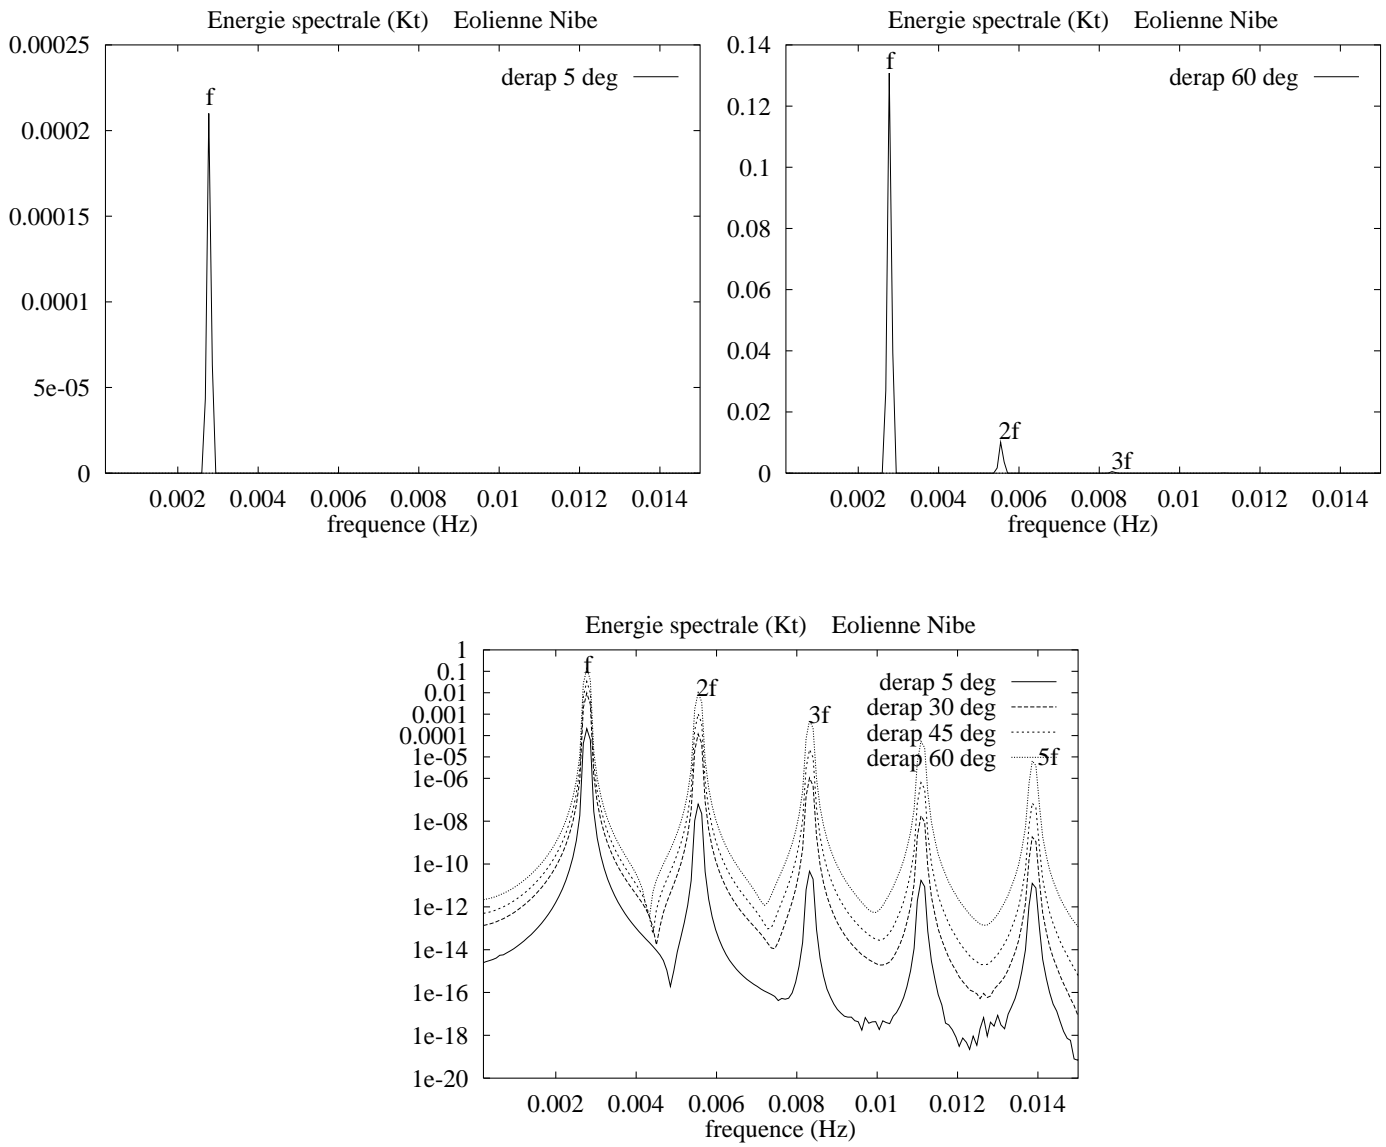 Energie spectrale (Kt) Eolienne Nibe
derap 5 deg
f
0.00025
0.0002
0.00015
0.0001
5e-05
0
0.002 0.004 0.006 0.008 0.01 0.012 0.014
frequence (Hz)
Energie spectrale (Kt) Eolienne Nibe
derap 60 deg
f
2f
3f
0.14
0.12
0.1
0.08
0.06
0.04
0.02
0
0.002 0.004 0.006 0.008 0.01 0.012 0.014
frequence (Hz)
Energie spectrale (Kt) Eolienne Nibe
derap 5 deg
derap 30 deg
derap 45 deg
derap 60 deg
f
2f
3f
5f
1
0.1
0.01
0.001
0.0001
1e-05
1e-06
1e-08
1e-10
1e-12
1e-14
1e-16
1e-18
1e-20
0.002 0.004 0.006 0.008 0.01 0.012 0.014
frequence (Hz)